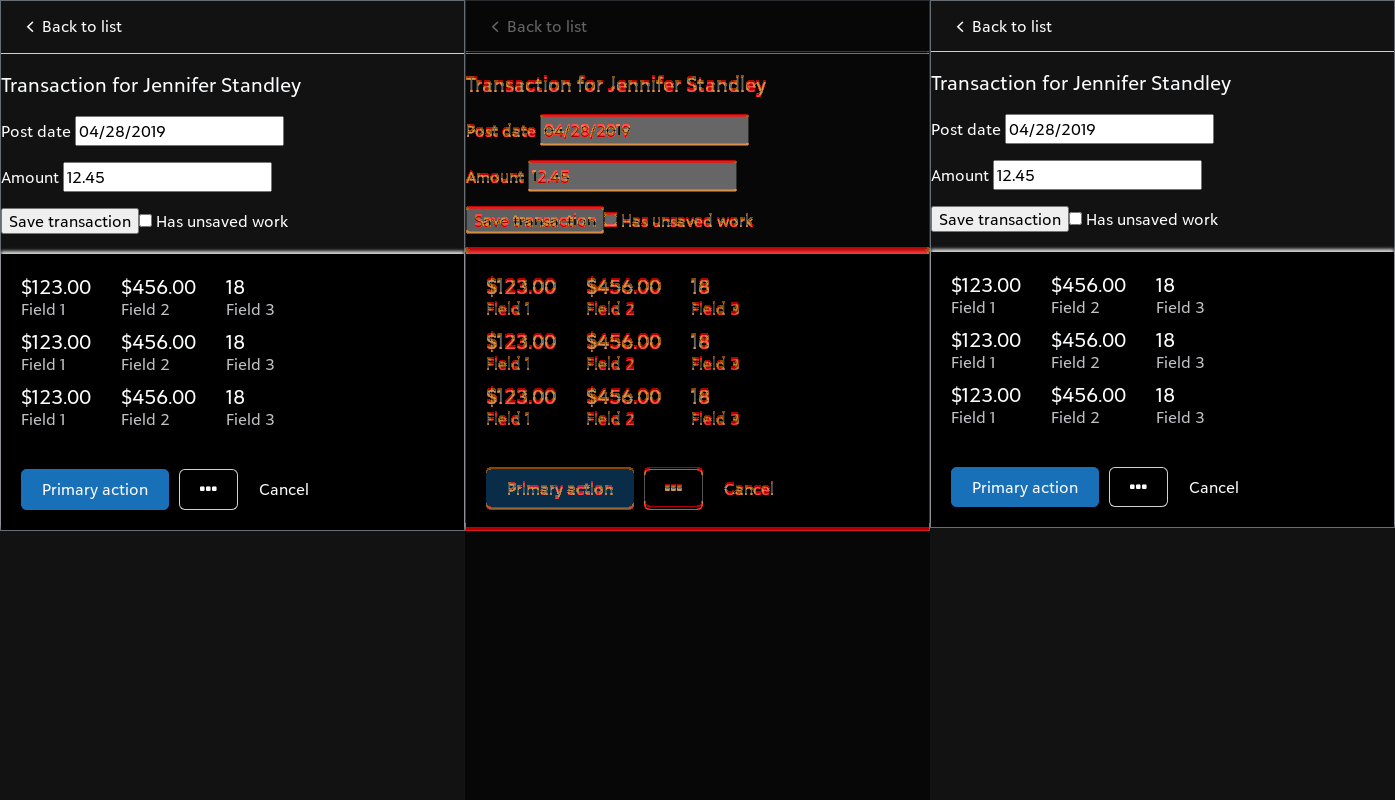 Back to list
Transaction for Jennifer Standley
Post date 04/28/2019
Amount 12.45
Save transaction Has unsaved work
$123.00 $456.00 18
Field 1 Field 2 Field 3
$123.00 $456.00 18
Field 1 Field 2 Field 3
$123.00 $456.00 18
Field 1 Field 2 Field 3
Primary action ••• Cancel
Back to list
Transaction for Jennifer Standley
Post date 04/28/2019
Amount 12.45
Save transaction Has unsaved work
$123.00 $456.00 18
Field 1 Field 2 Field 3
$123.00 $456.00 18
Field 1 Field 2 Field 3
$123.00 $456.00 18
Field 1 Field 2 Field 3
Primary action ••• Cancel
Back to list
Transaction for Jennifer Standley
Post date 04/28/2019
Amount 12.45
Save transaction Has unsaved work
$123.00 $456.00 18
Field 1 Field 2 Field 3
$123.00 $456.00 18
Field 1 Field 2 Field 3
$123.00 $456.00 18
Field 1 Field 2 Field 3
Primary action ••• Cancel